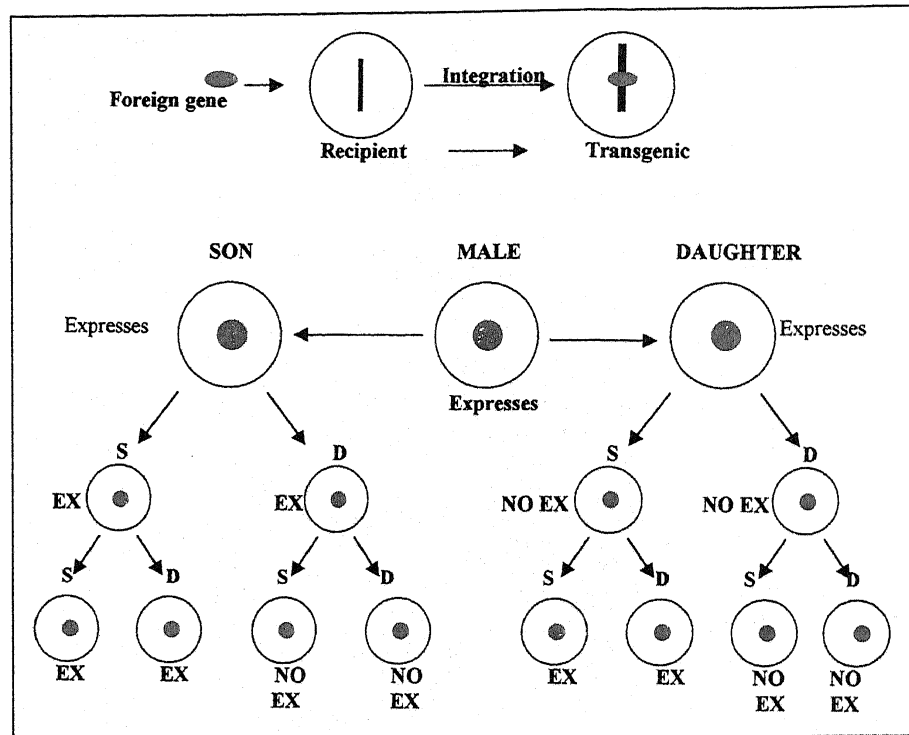 Foreign gene
Integration
Recipient
Transgenic
SON
MALE
DAUGHTER
Expresses
Expresses
Expresses
S
D
S
D
EX
EX
NO EX
NO EX
S
D
S
D
S
D
S
D
EX
EX
NO
EX
NO
EX
EX
EX
NO
EX
NO
EX